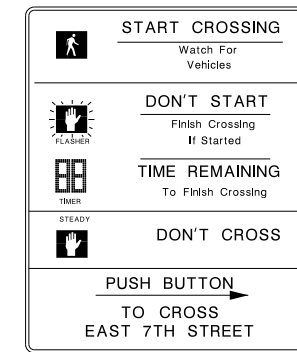 START CROSSING
Watch For
Vehicles
DON'T START
Finish Crossing
If Started
FLASHER
TIME REMAINING
To Finish Crossing
TIMER
STEADY
DON'T CROSS
PUSH BUTTON
TO CROSS
EAST 7TH STREET